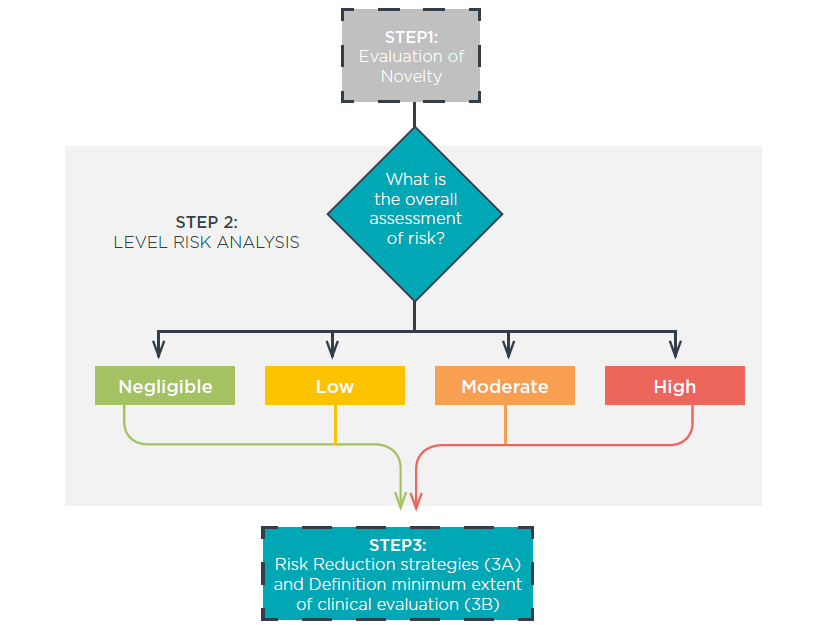 STEP1:
Evaluation of
Novelty
What is
the overall
assessment
of risk?
STEP 2:
LEVEL RISK ANALYSIS
Negligible
Low
Moderate
High
STEP3:
Risk Reduction strategies (3A)
and Definition minimum extent
of clinical evaluation (3B)